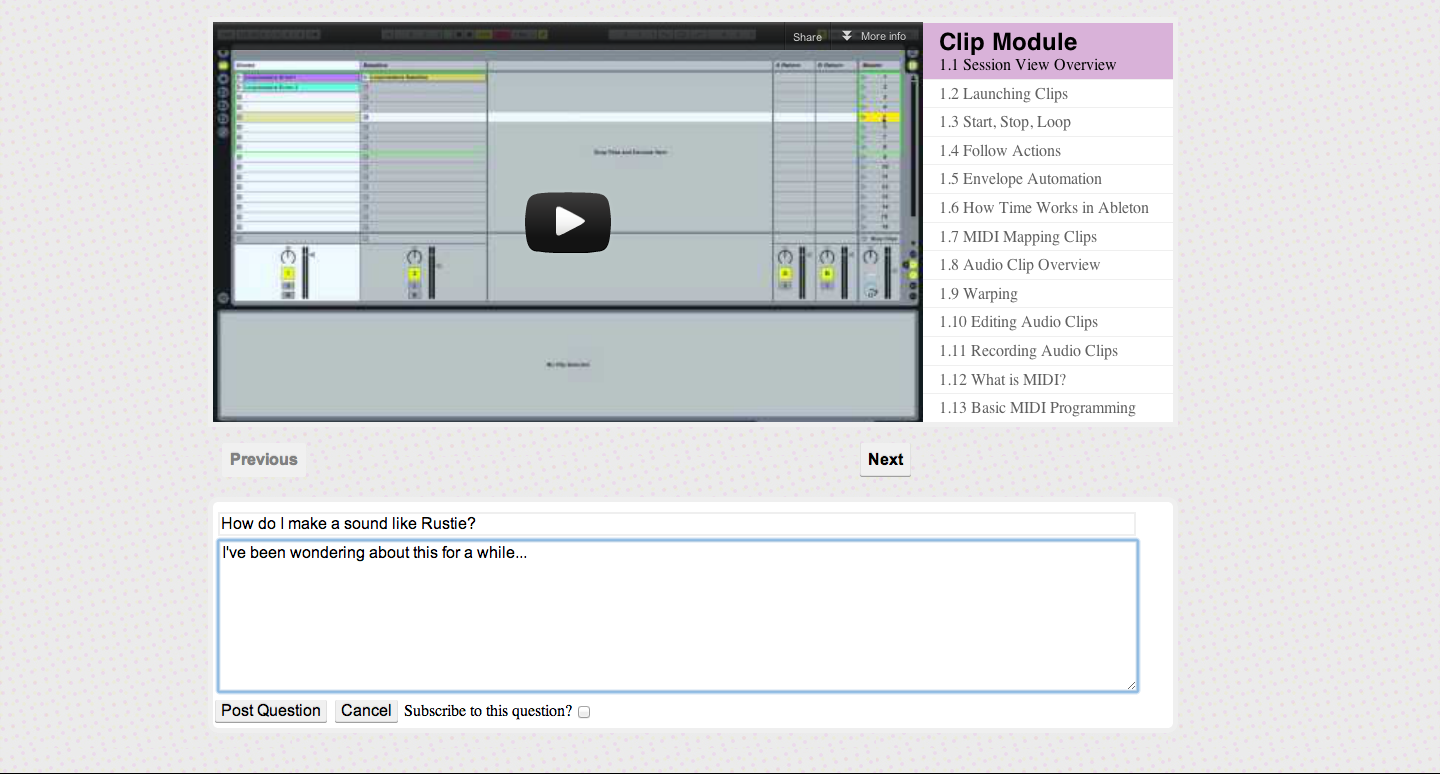 Share
More info
Clip Module
1.1 Session View Overview
1.2 Launching Clips
1.3 Start, Stop, Loop
1.4 Follow Actions
1.5 Envelope Automation
1.6 How Time Works in Ableton
1.7 MIDI Mapping Clips
1.8 Audio Clip Overview
1.9 Warping
1.10 Editing Audio Clips
1.11 Recording Audio Clips
1.12 What is MIDI?
1.13 Basic MIDI Programming
Previous
Next
How do I make a sound like Rustie?
I've been wondering about this for a while...
Post Question
Cancel
Subscribe to this question?